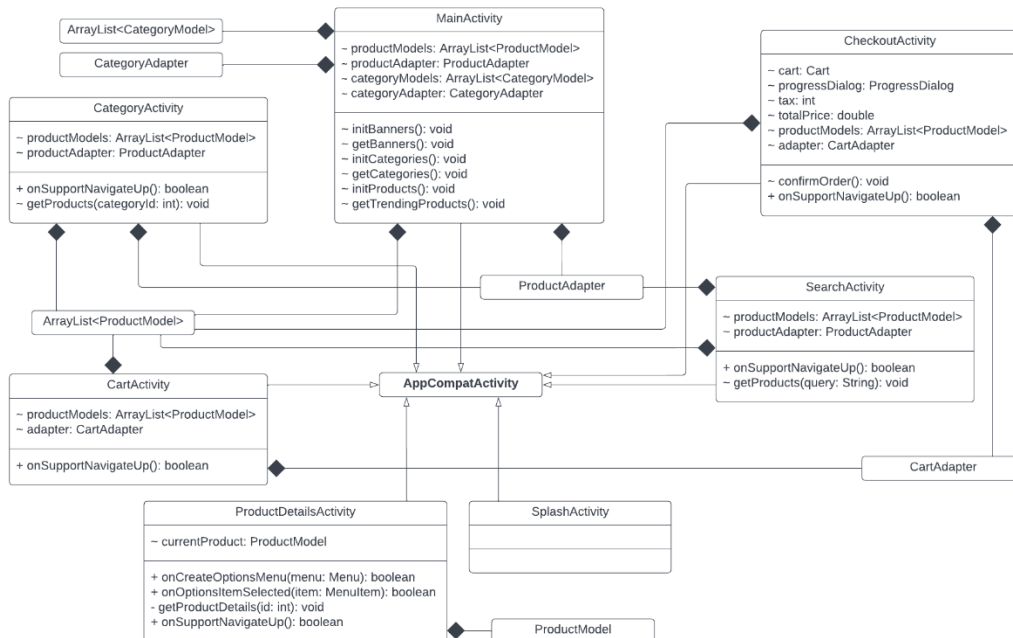 ArrayList<CategoryModel>
CategoryAdapter
MainActivity
~ productModels: ArrayList<ProductModel>
~ productAdapter: ProductAdapter
~ categoryModels: ArrayList<CategoryModel>
~ categoryAdapter: CategoryAdapter
~ initBanners(): void
~ getBanners(): void
~ initCategories(): void
~ getCategories(): void
~ initProducts(): void
~ getTrendingProducts(): void
CheckoutActivity
~ cart: Cart
~ progressDialog: ProgressDialog
~ tax: int
~ totalPrice: double
~ productModels: ArrayList<ProductModel>
~ adapter: CartAdapter
~ confirmOrder(): void
+ onSupportNavigateUp(): boolean
CategoryActivity
~ productModels: ArrayList<ProductModel>
~ productAdapter: ProductAdapter
+ onSupportNavigateUp(): boolean
~ getProducts(categoryId: int): void
ProductAdapter
SearchActivity
~ productModels: ArrayList<ProductModel>
~ productAdapter: ProductAdapter
+ onSupportNavigateUp(): boolean
~ getProducts(query: String): void
ArrayList<ProductModel>
CartActivity
~ productModels: ArrayList<ProductModel>
~ adapter: CartAdapter
+ onSupportNavigateUp(): boolean
AppCompatActivity
CartAdapter
ProductDetailsActivity
~ currentProduct: ProductModel
+ onCreateOptionsMenu(menu: Menu): boolean
+ onOptionsItemSelected(item: MenuItem): boolean
- getProductDetails(id: int): void
+ onSupportNavigateUp(): boolean
SplashActivity
ProductModel